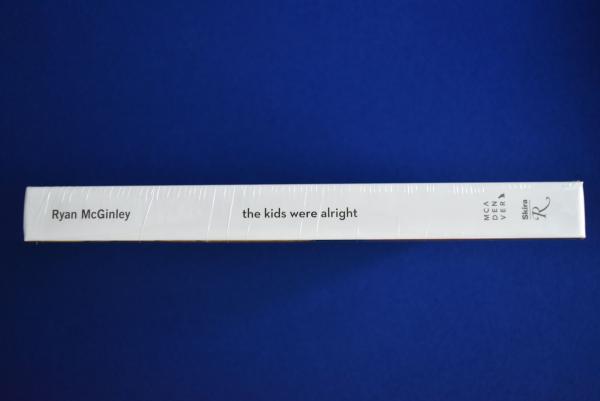 Ryan McGinley
the kids were alright
MCA
DEN
VER
Skira
R